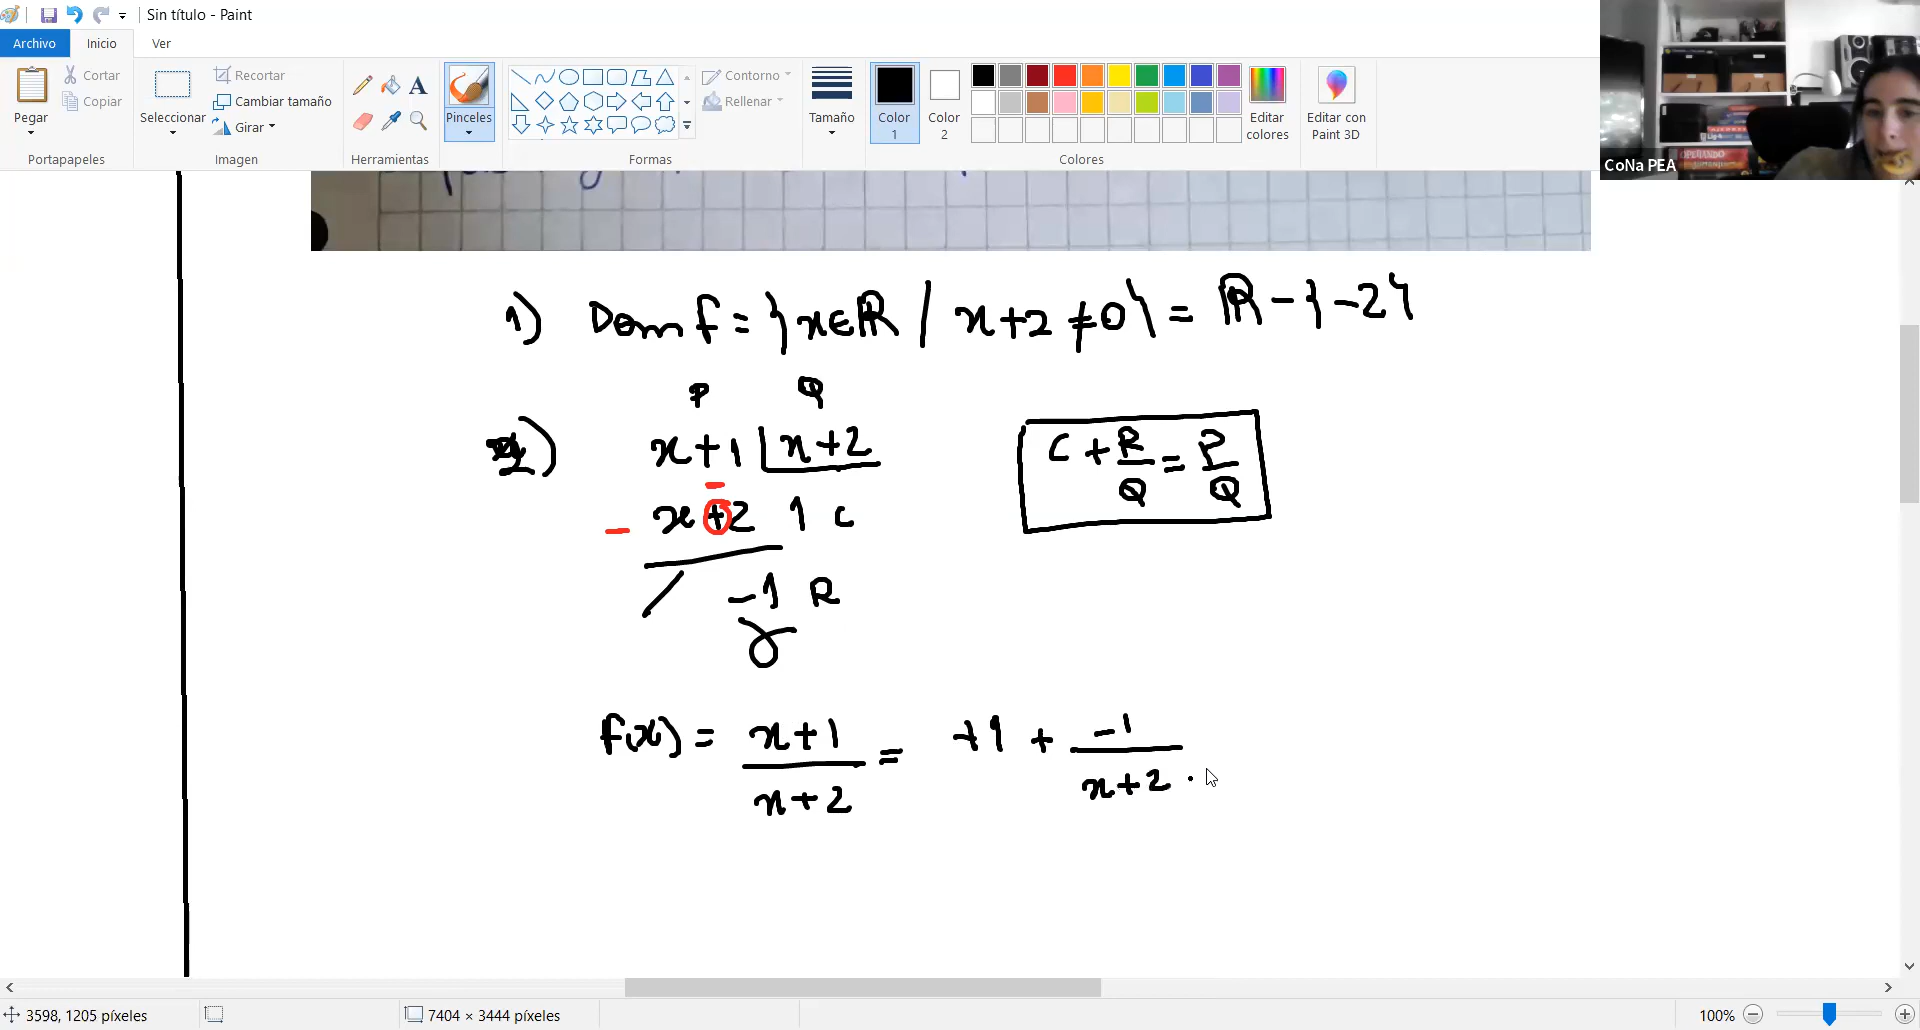 Sin título - Paint
Archivo Inicio Ver
Pegar
Cortar
Copiar
Portapapeles
Seleccionar
Recortar
Cambiar tamaño
Girar
Imagen
A
Herramientas
Pinceles
Contorno
Rellenar
Formas
Tamaño
Color 1
Color 2
Editar colores
Colores
Editar con Paint 3D
CoNa PEA
1) Dom f = {x∈ℝ / x+2≠0} = ℝ - {-2}
P Q
2) x+1 | x+2
- x+2 1 C
-
-1 R
C + R/Q = P/Q
f(x) = (x+1)/(x+2) = +1 + (-1)/(x+2) .
3598, 1205 píxeles
7404 × 3444 píxeles
100%